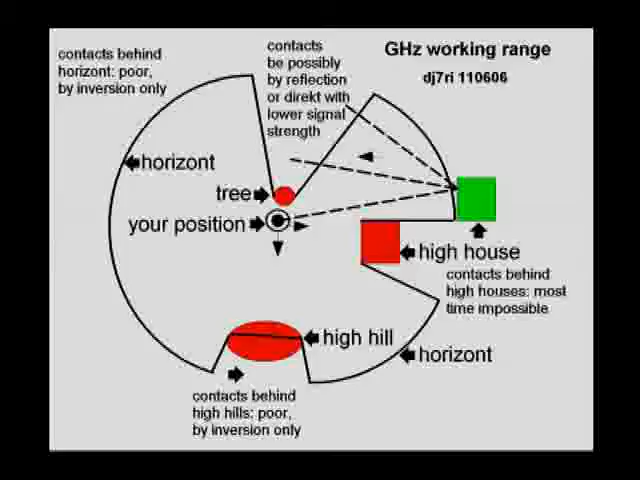 contacts behind
horizont: poor,
by inversion only
contacts
be possibly
by reflection
or direkt with
lower signal
strength
GHz working range
dj7ri 110606
horizont
tree
your position
high house
contacts behind
high houses: most
time impossible
high hill
horizont
contacts behind
high hills: poor,
by inversion only